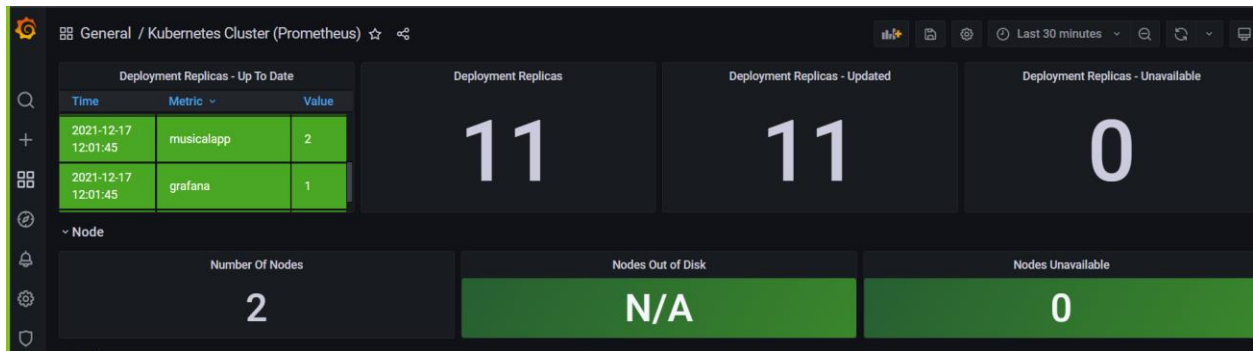 General / Kubernetes Cluster (Prometheus)
Last 30 minutes
Deployment Replicas - Up To Date
Time Metric Value
2021-12-17 12:01:45 musicalapp 2
2021-12-17 12:01:45 grafana 1
Deployment Replicas
11
Deployment Replicas - Updated
11
Deployment Replicas - Unavailable
0
Node
Number Of Nodes
2
Nodes Out of Disk
N/A
Nodes Unavailable
0